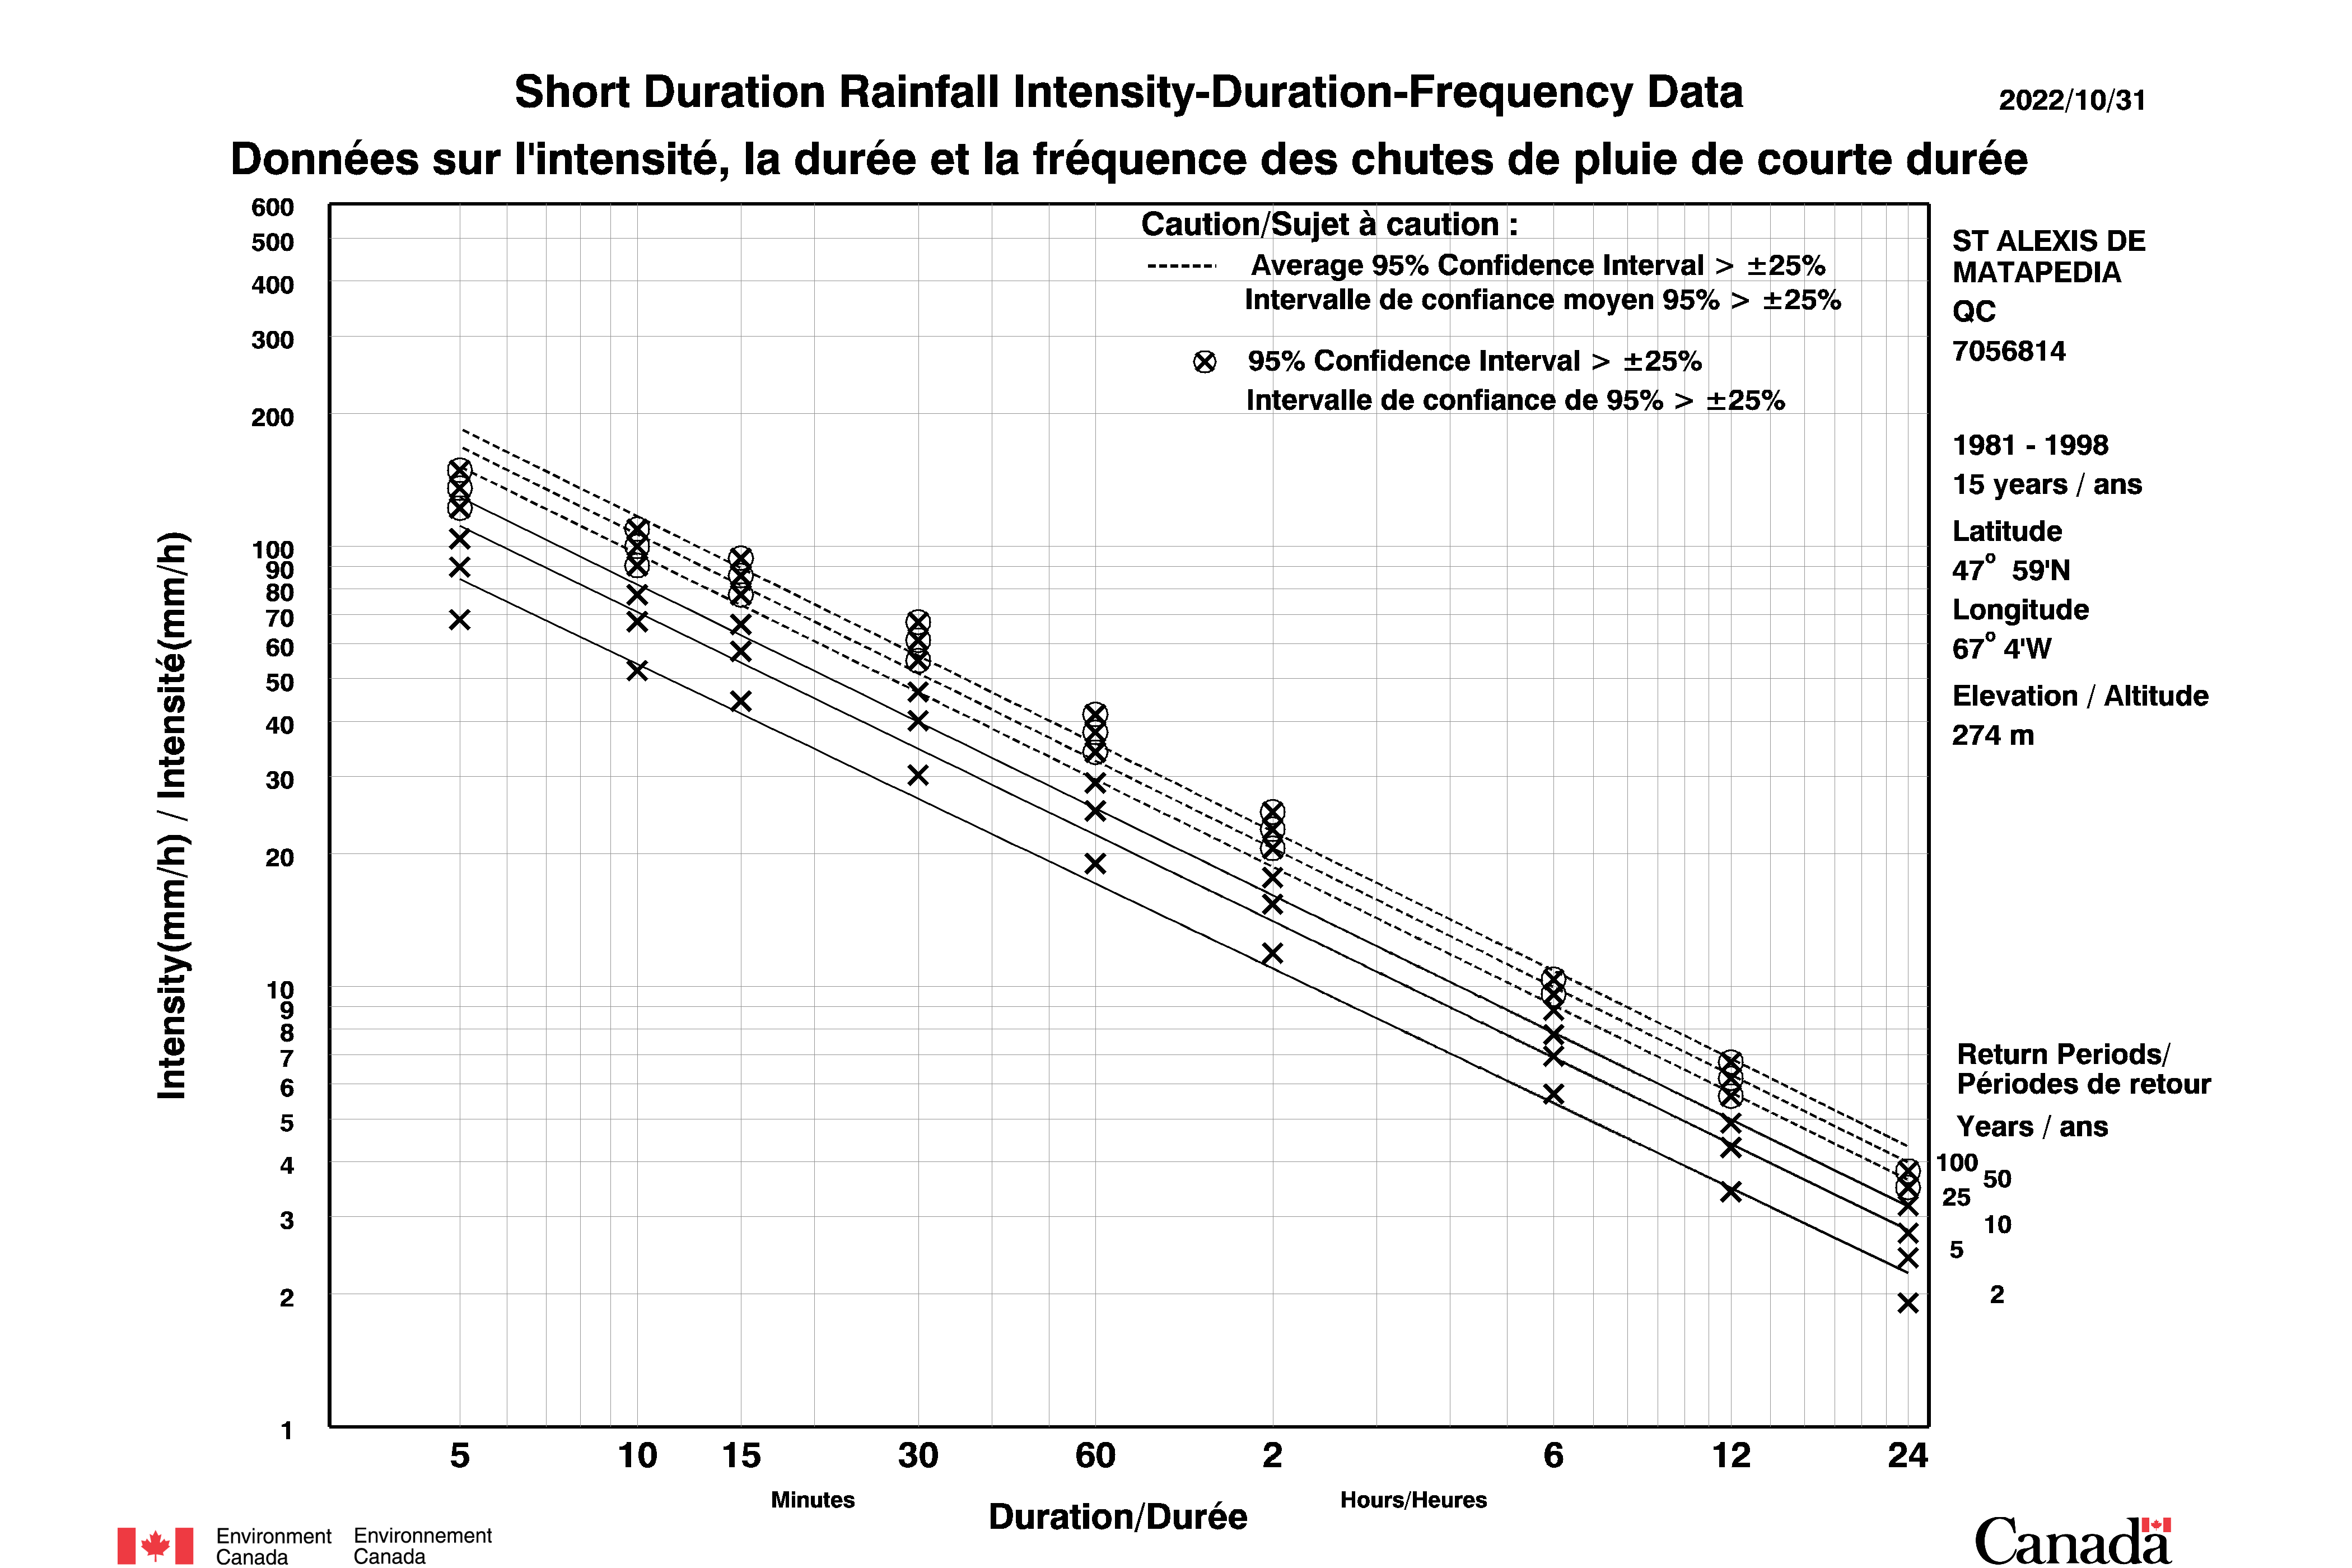 Short Duration Rainfall Intensity-Duration-Frequency Data
2022/10/31
Données sur l'intensité, la durée et la fréquence des chutes de pluie de courte durée
Caution/Sujet à caution :
Average 95% Confidence Interval > ±25%
Intervalle de confiance moyen 95% > ±25%
95% Confidence Interval > ±25%
Intervalle de confiance de 95% > ±25%
ST ALEXIS DE
MATAPEDIA
QC
7056814
1981 - 1998
15 years / ans
Latitude
47° 59'N
Longitude
67° 4'W
Elevation / Altitude
274 m
Return Periods/
Périodes de retour
Years / ans
100
50
25
10
5
2
Intensity(mm/h) / Intensité(mm/h)
600
500
400
300
200
100
90
80
70
60
50
40
30
20
10
9
8
7
6
5
4
3
2
1
5 10 15 30 60 2 6 12 24
Minutes
Hours/Heures
Duration/Durée
Environment
Canada
Environnement
Canada
Canada